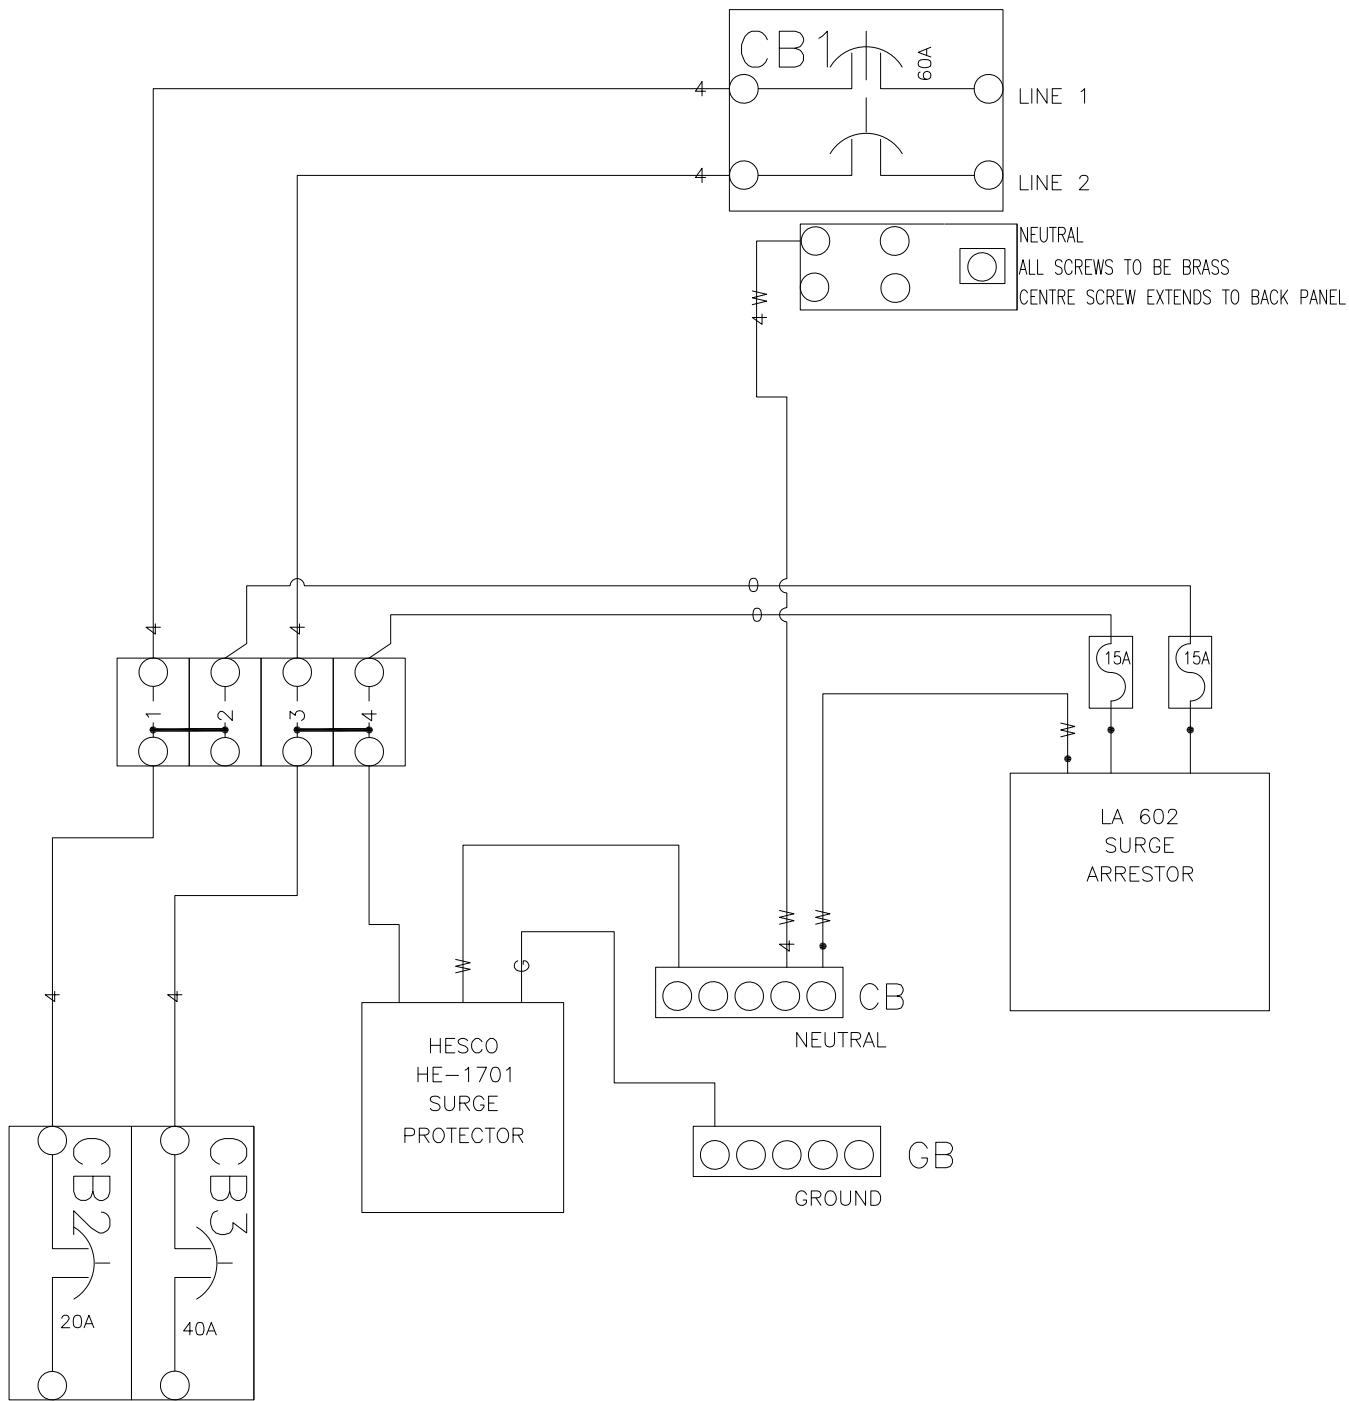 CB1
60A
4
LINE 1
4
LINE 2
NEUTRAL
ALL SCREWS TO BE BRASS
CENTRE SCREW EXTENDS TO BACK PANEL
4 W
0
0
4
4
15A
15A
1
2
3
4
W
LA 602
SURGE
ARRESTOR
4 W
W
W
G
4
4
CB
NEUTRAL
HESCO
HE-1701
SURGE
PROTECTOR
GB
GROUND
CB2
CB3
20A
40A